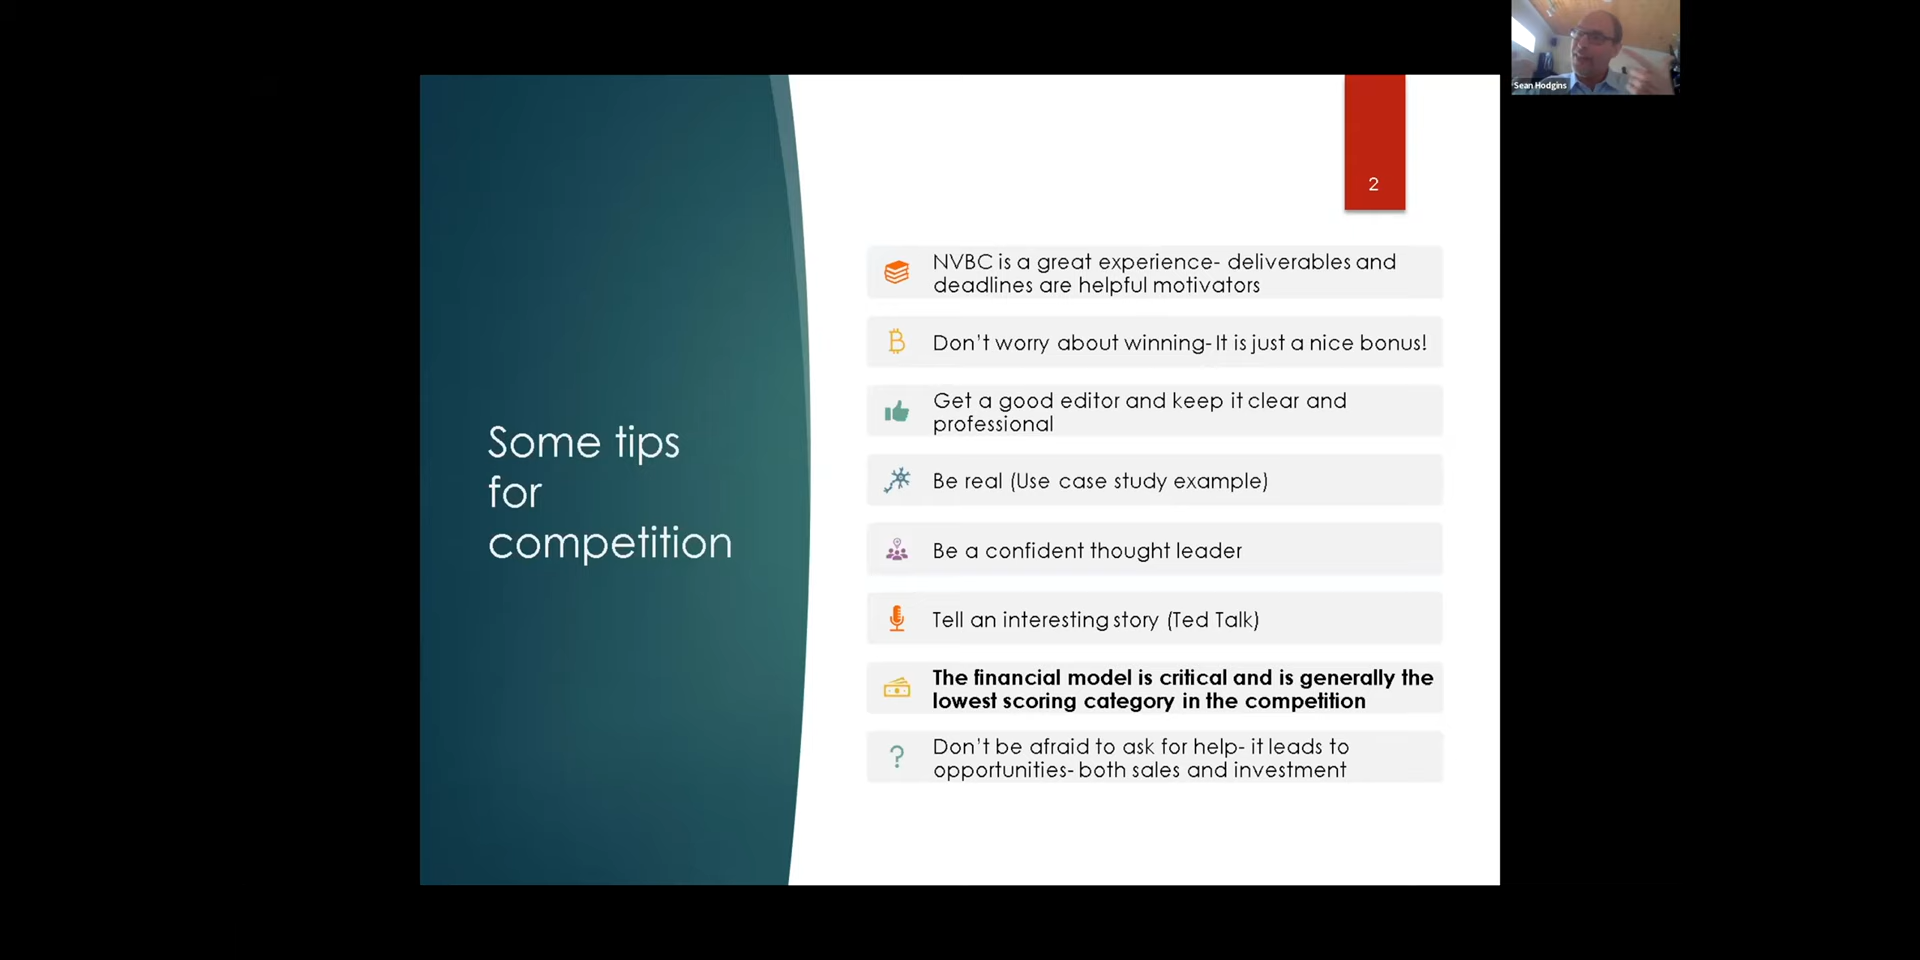 Sean Hodgins
2
Some tips
for
competition
NVBC is a great experience- deliverables and
deadlines are helpful motivators
Don't worry about winning- It is just a nice bonus!
Get a good editor and keep it clear and
professional
Be real (Use case study example)
Be a confident thought leader
Tell an interesting story (Ted Talk)
The financial model is critical and is generally the
lowest scoring category in the competition
Don't be afraid to ask for help- it leads to
opportunities- both sales and investment